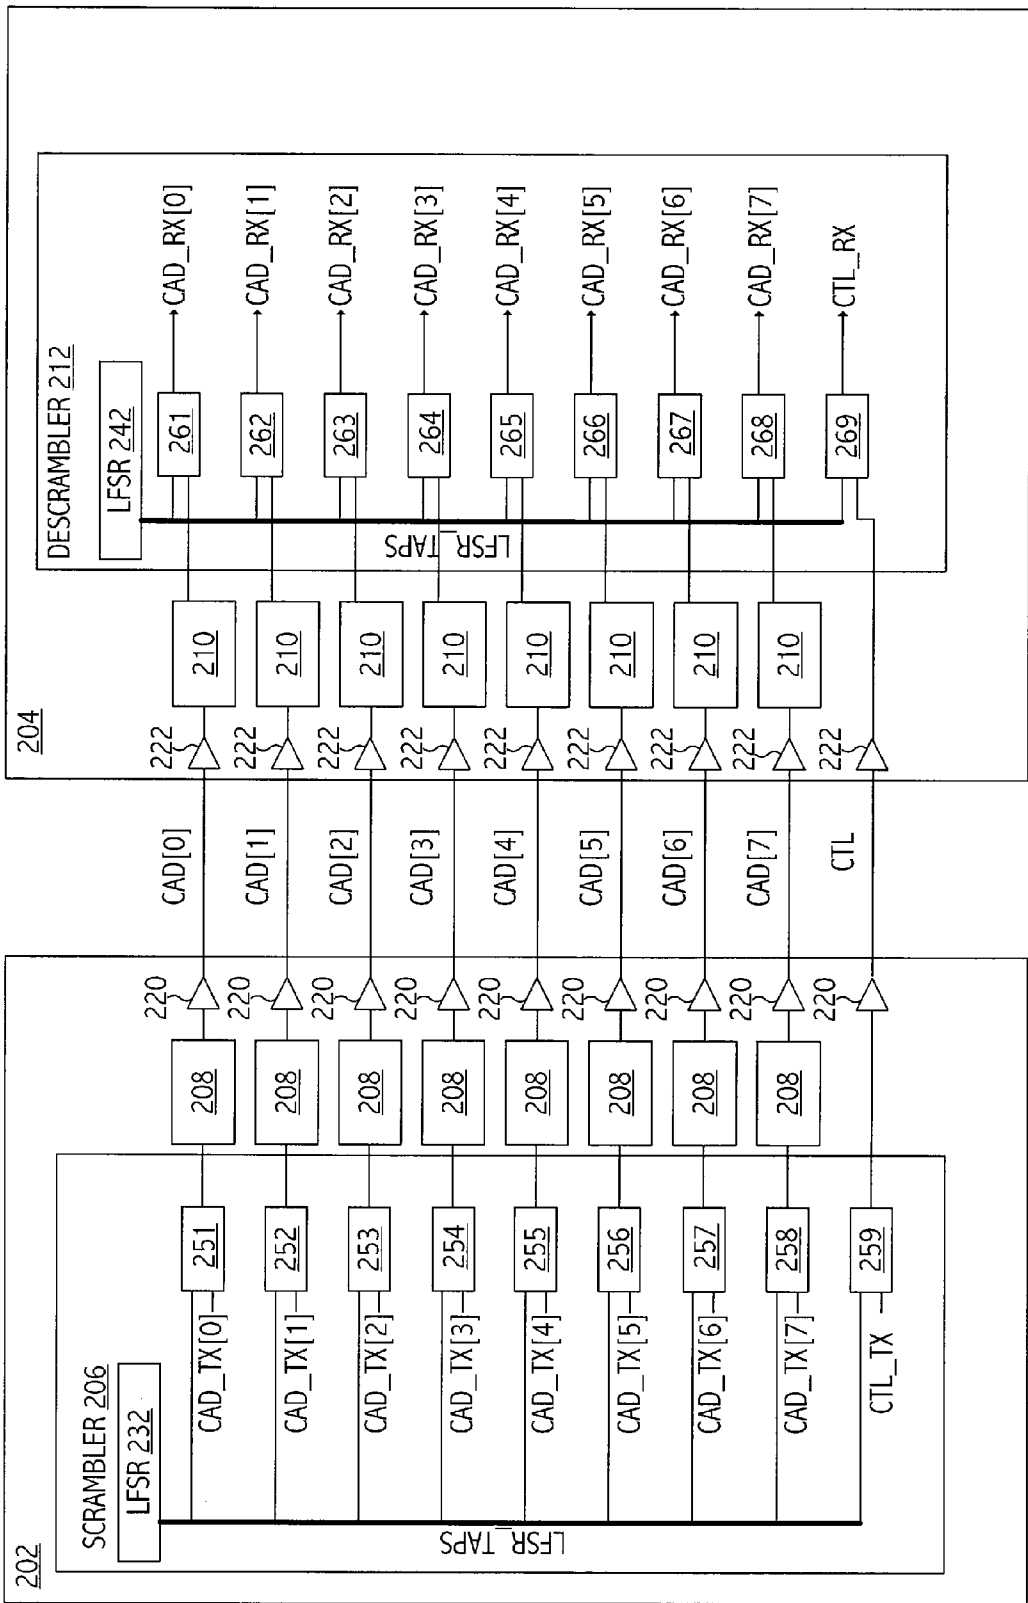 202
SCRAMBLER 206
LFSR 232
LFSR_TAPS
CAD_TX[0]
CAD_TX[1]
CAD_TX[2]
CAD_TX[3]
CAD_TX[4]
CAD_TX[5]
CAD_TX[6]
CAD_TX[7]
CTL_TX
251
252
253
254
255
256
257
258
259
208
208
208
208
208
208
208
208
220
220
220
220
220
220
220
220
220
CAD[0]
CAD[1]
CAD[2]
CAD[3]
CAD[4]
CAD[5]
CAD[6]
CAD[7]
CTL
204
222
222
222
222
222
222
222
222
222
210
210
210
210
210
210
210
210
DESCRAMBLER 212
LFSR 242
LFSR_TAPS
261
262
263
264
265
266
267
268
269
CAD_RX[0]
CAD_RX[1]
CAD_RX[2]
CAD_RX[3]
CAD_RX[4]
CAD_RX[5]
CAD_RX[6]
CAD_RX[7]
CTL_RX